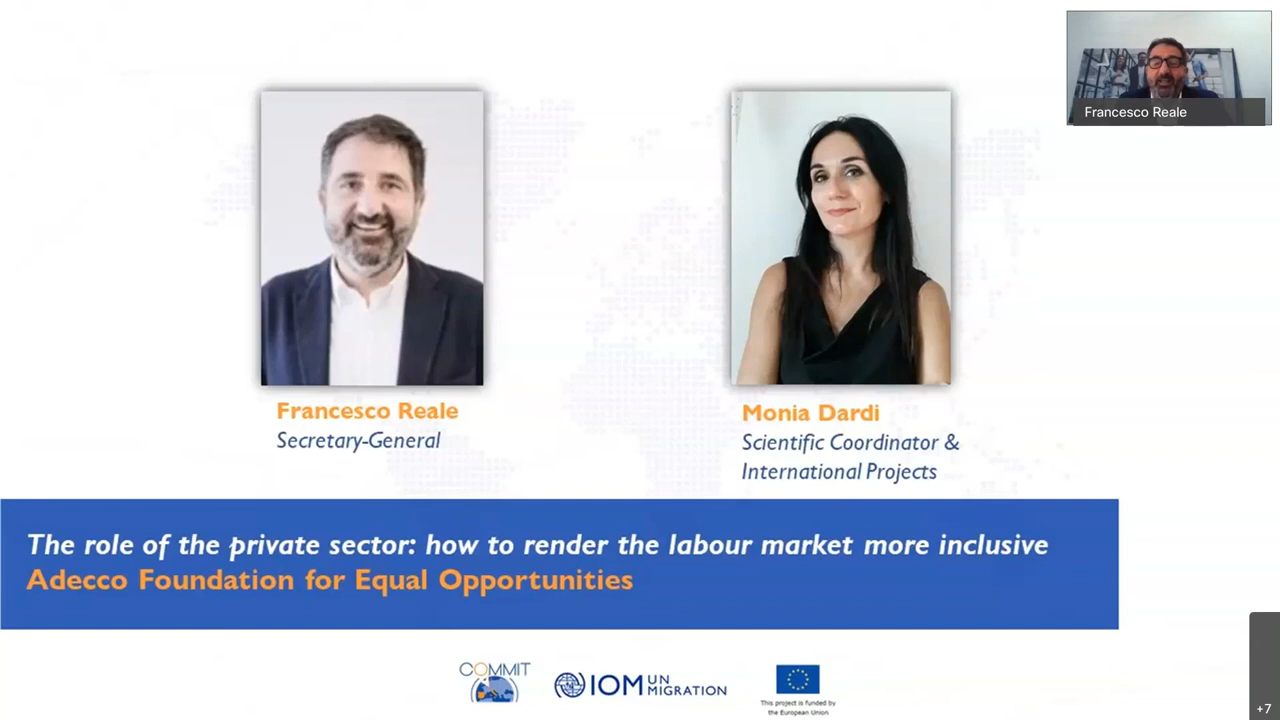 Francesco Reale
Francesco Reale
Secretary-General
Monia Dardi
Scientific Coordinator &
International Projects
The role of the private sector: how to render the labour market more inclusive
Adecco Foundation for Equal Opportunities
COMMIT
IOM UN MIGRATION
This project is funded by
the European Union
+7